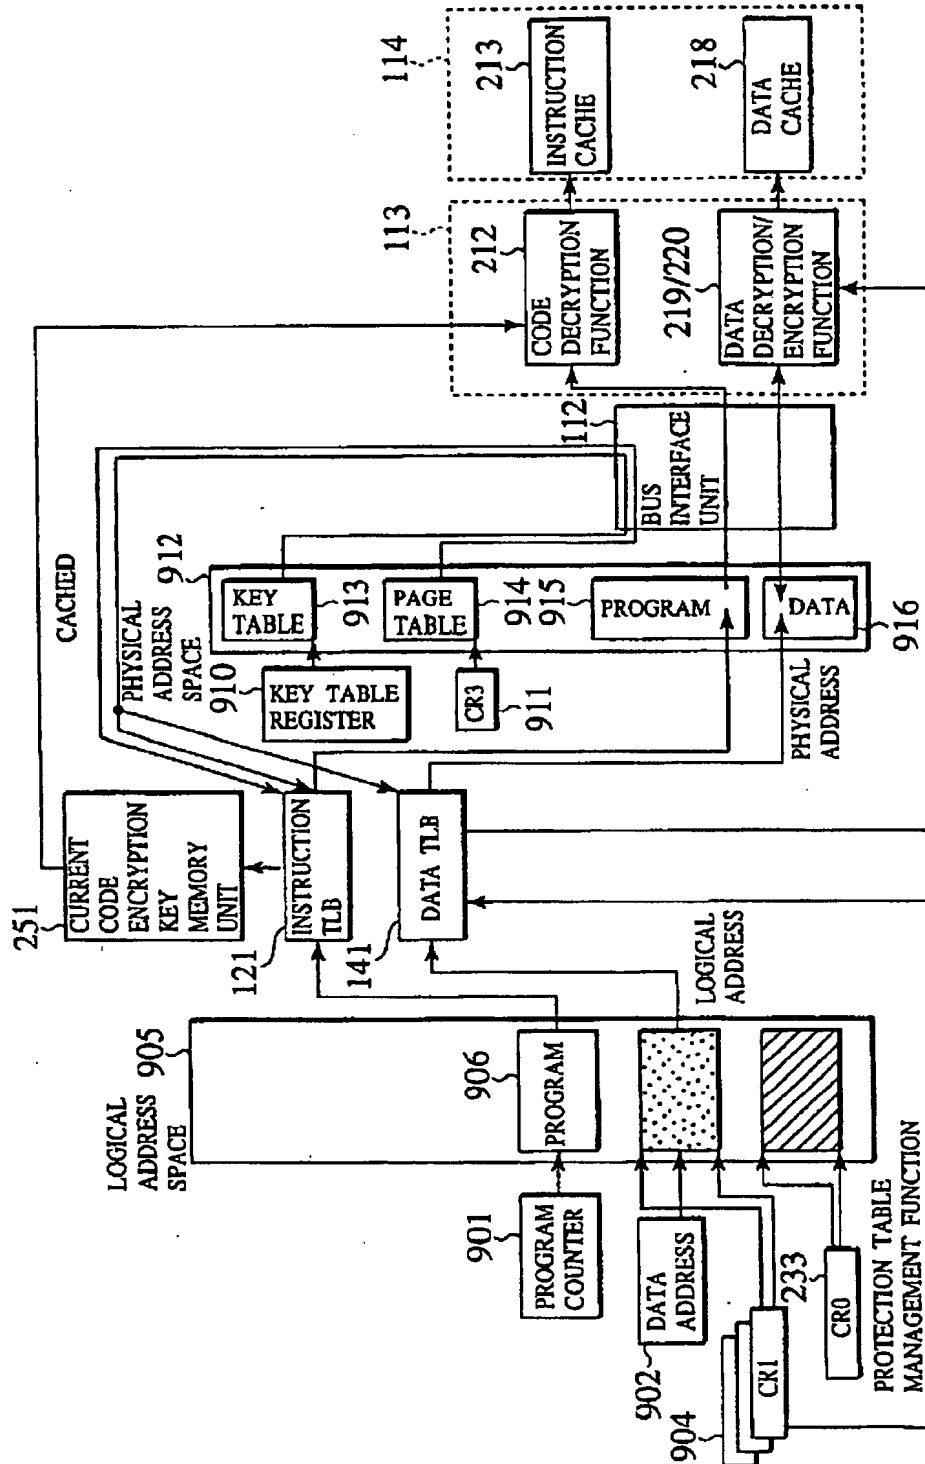 LOGICAL
ADDRESS
SPACE
905
901
PROGRAM
COUNTER
906
PROGRAM
902
DATA
ADDRESS
904
CR1
233
CR0
PROTECTION TABLE
MANAGEMENT FUNCTION
LOGICAL
ADDRESS
251
CURRENT
CODE
ENCRYPTION
KEY
MEMORY
UNIT
121
INSTRUCTION
TLB
141
DATA TLB
CACHED
PHYSICAL
ADDRESS
SPACE
912
910
KEY TABLE
REGISTER
KEY
TABLE
913
CR3
911
PAGE
TABLE
914
915
PROGRAM
DATA
916
PHYSICAL
ADDRESS
112
BUS
INTERFACE
UNIT
113
212
CODE
DECRYPTION
FUNCTION
219/220
DATA
DECRYPTION/
ENCRYPTION
FUNCTION
114
213
INSTRUCTION
CACHE
218
DATA
CACHE